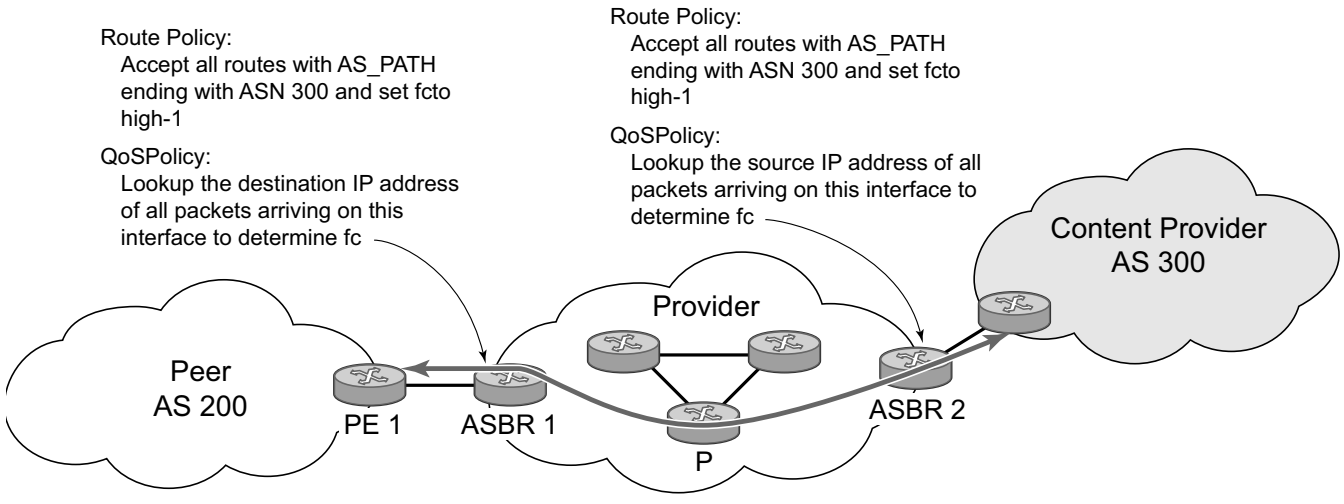 Route Policy:
Accept all routes with AS_PATH
ending with ASN 300 and set fcto
high-1
QoSPolicy:
Lookup the destination IP address
of all packets arriving on this
interface to determine fc
Route Policy:
Accept all routes with AS_PATH
ending with ASN 300 and set fcto
high-1
QoSPolicy:
Lookup the source IP address of all
packets arriving on this interface to
determine fc
Content Provider
AS 300
Provider
Peer
AS 200
PE 1
ASBR 1
P
ASBR 2